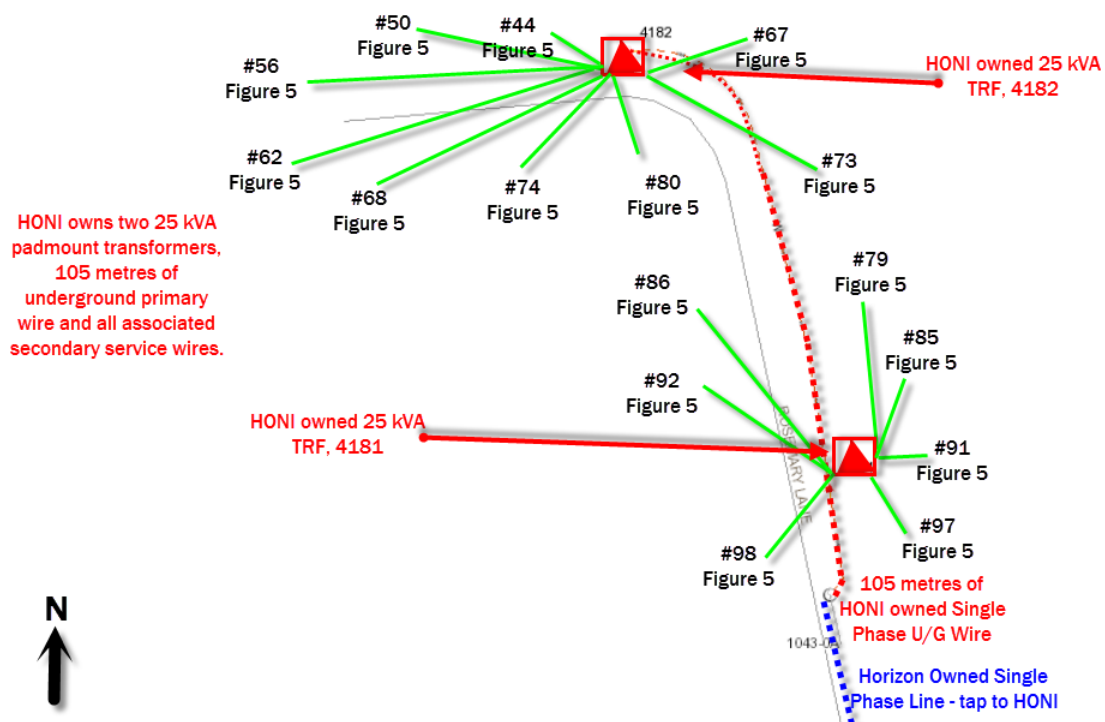 #50
Figure 5
#44
Figure 5
4182
#67
Figure 5
#56
Figure 5
HONI owned 25 kVA
TRF, 4182
#62
Figure 5
#68
Figure 5
#74
Figure 5
#80
Figure 5
#73
Figure 5
HONI owns two 25 kVA
padmount transformers,
105 metres of
underground primary
wire and all associated
secondary service wires.
#86
Figure 5
#79
Figure 5
#85
Figure 5
#92
Figure 5
HONI owned 25 kVA
TRF, 4181
ROSEMARY LANE
#91
Figure 5
#97
Figure 5
#98
Figure 5
105 metres of
HONI owned Single
Phase U/G Wire
N
Horizon Owned Single
Phase Line - tap to HONI